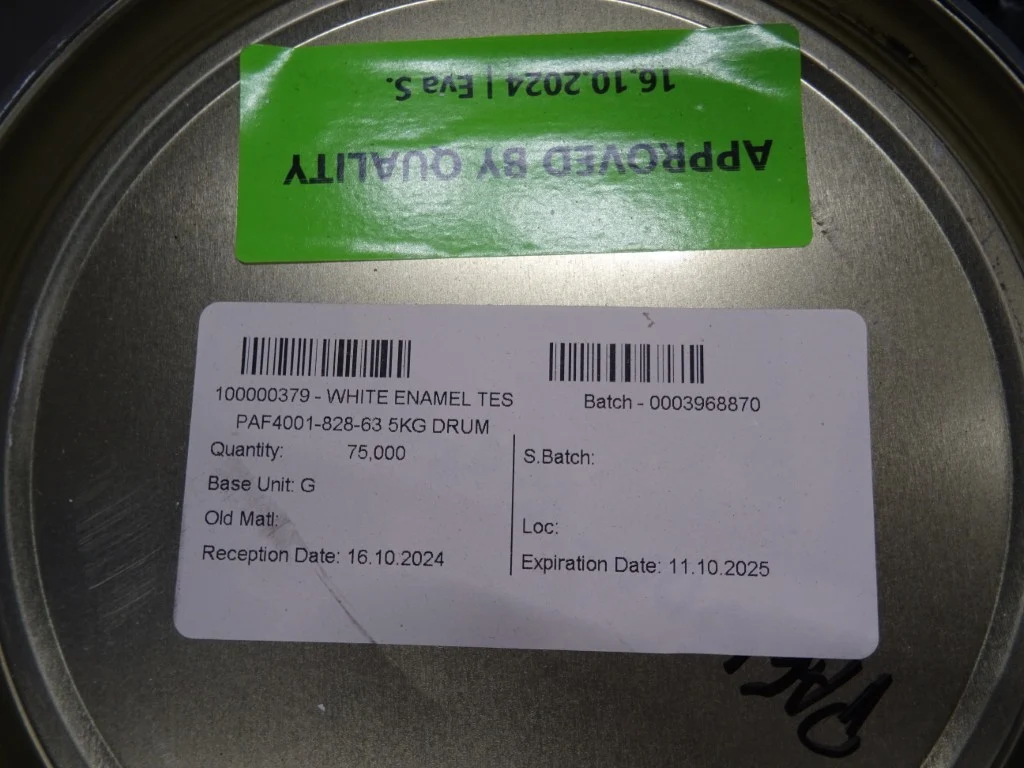 APPROVED BY QUALITY
16.10.2024 | Eva S.
100000379 - WHITE ENAMEL TES
PAF4001-828-63 5KG DRUM
Quantity: 75,000
Base Unit: G
Old Matl:
Reception Date: 16.10.2024
Batch - 0003968870
S.Batch:
Loc:
Expiration Date: 11.10.2025